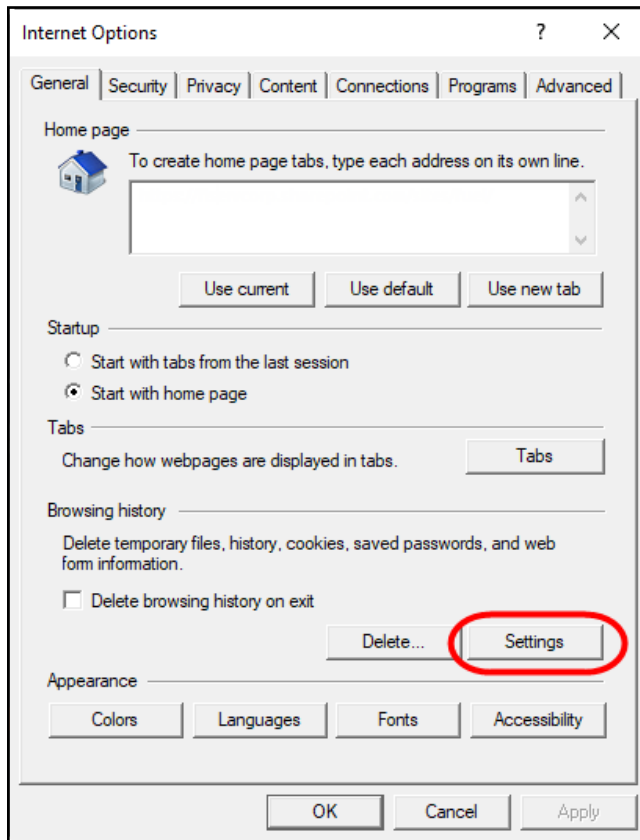 Internet Options ?
General Security Privacy Content Connections Programs Advanced
Home page
To create home page tabs, type each address on its own line.
Use current Use default Use new tab
Startup
Start with tabs from the last session
Start with home page
Tabs
Change how webpages are displayed in tabs. Tabs
Browsing history
Delete temporary files, history, cookies, saved passwords, and web
form information.
Delete browsing history on exit
Delete... Settings
Appearance
Colors Languages Fonts Accessibility
OK Cancel Apply